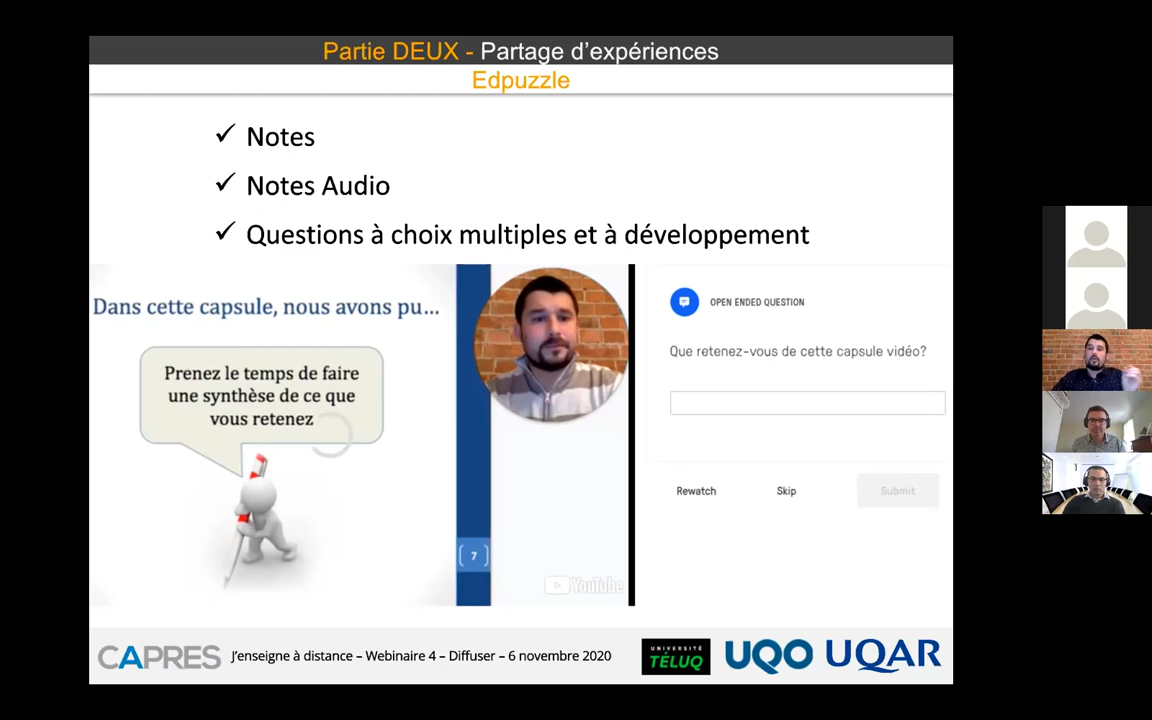 Partie DEUX - Partage d'expériences
Edpuzzle
✓ Notes
✓ Notes Audio
✓ Questions à choix multiples et à développement
Dans cette capsule, nous avons pu...
Prenez le temps de faire
une synthèse de ce que
vous retenez
7
YouTube
OPEN ENDED QUESTION
Que retenez-vous de cette capsule vidéo?
Rewatch
Skip
Submit
CAPRES
J'enseigne à distance – Webinaire 4 – Diffuser – 6 novembre 2020
UNIVERSITÉ
TÉLUQ
UQO
UQAR